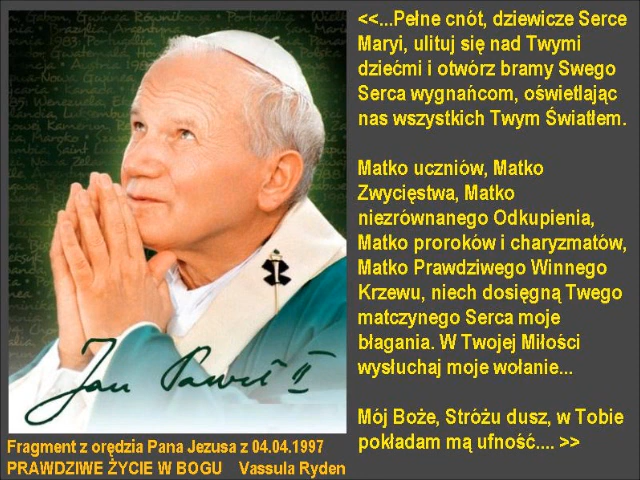 <<...Pełne cnót, dziewicze Serce
Maryi, ulituj się nad Twymi
dziećmi i otwórz bramy Swego
Serca wygnańcom, oświetlając
nas wszystkich Twym Światłem.
Matko uczniów, Matko
Zwycięstwa, Matko
niezrównanego Odkupienia,
Matko proroków i charyzmatów,
Matko Prawdziwego Winnego
Krzewu, niech dosięgną Twego
matczynego Serca moje
błagania. W Twojej Miłości
wysłuchaj moje wołanie...
Mój Boże, Stróżu dusz, w Tobie
pokładam mą ufność.... >>
Jan Paweł II
Fragment z orędzia Pana Jezusa z 04.04.1997
PRAWDZIWE ŻYCIE W BOGU Vassula Ryden